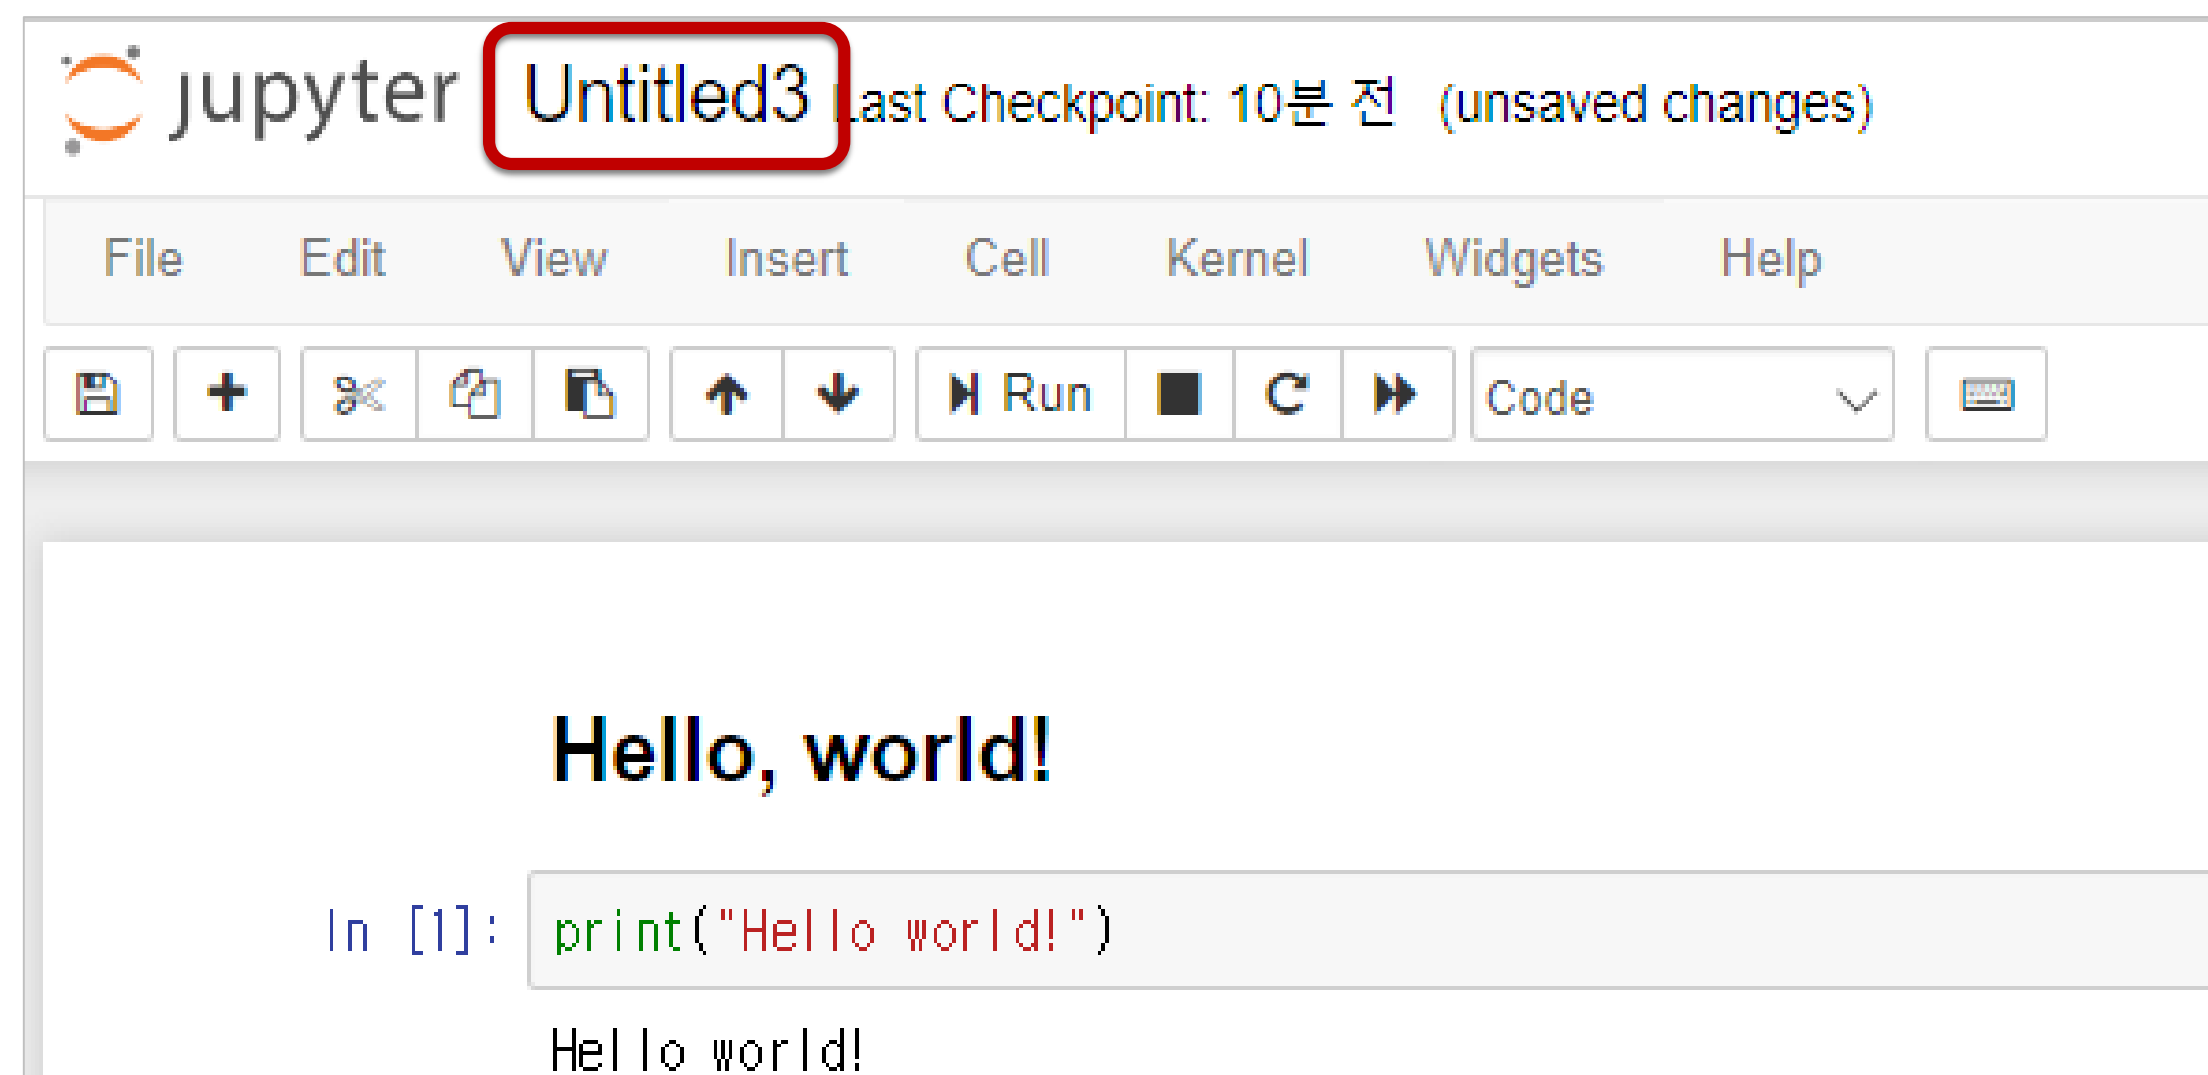 jupyter Untitled3 Last Checkpoint: 10분 전 (unsaved changes)
File Edit View Insert Cell Kernel Widgets Help
Run Code
Hello, world!
In [1]: print("Hello world!")
Hello world!